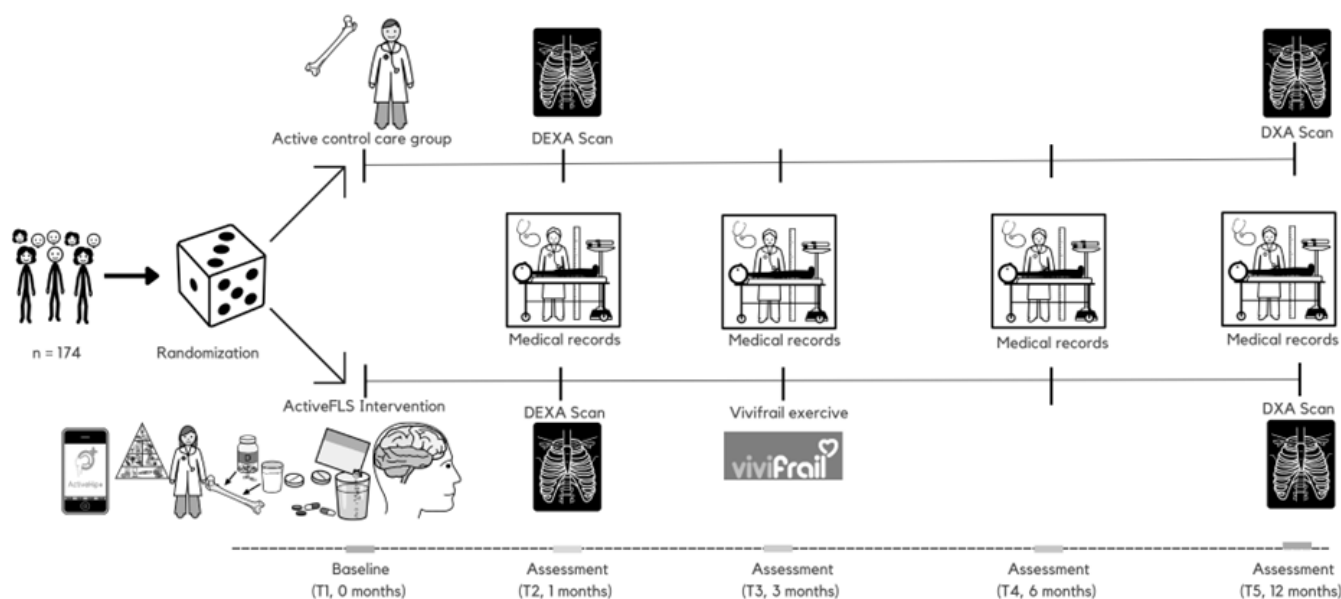 Active control care group
DEXA Scan
DXA Scan
n = 174
Randomization
Medical records
Medical records
Medical records
Medical records
ActiveFLS Intervention
DEXA Scan
Vivifrail exercive
DXA Scan
ActiveHip+
vivifrail
Baseline
(T1, 0 months)
Assessment
(T2, 1 months)
Assessment
(T3, 3 months)
Assessment
(T4, 6 months)
Assessment
(T5, 12 months)